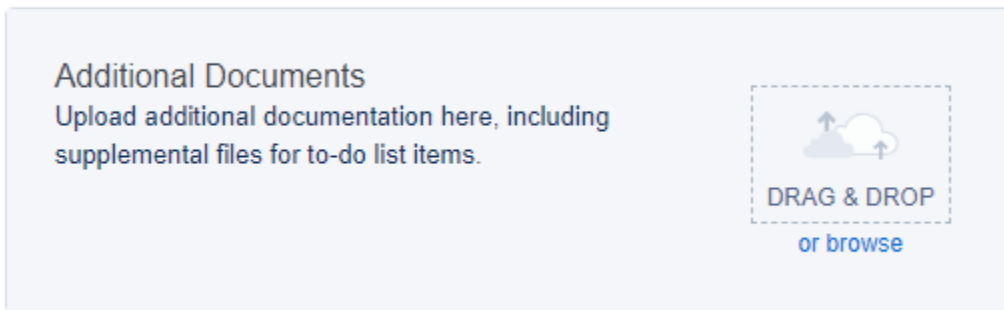 Additional Documents
Upload additional documentation here, including
supplemental files for to-do list items.
DRAG & DROP
or browse